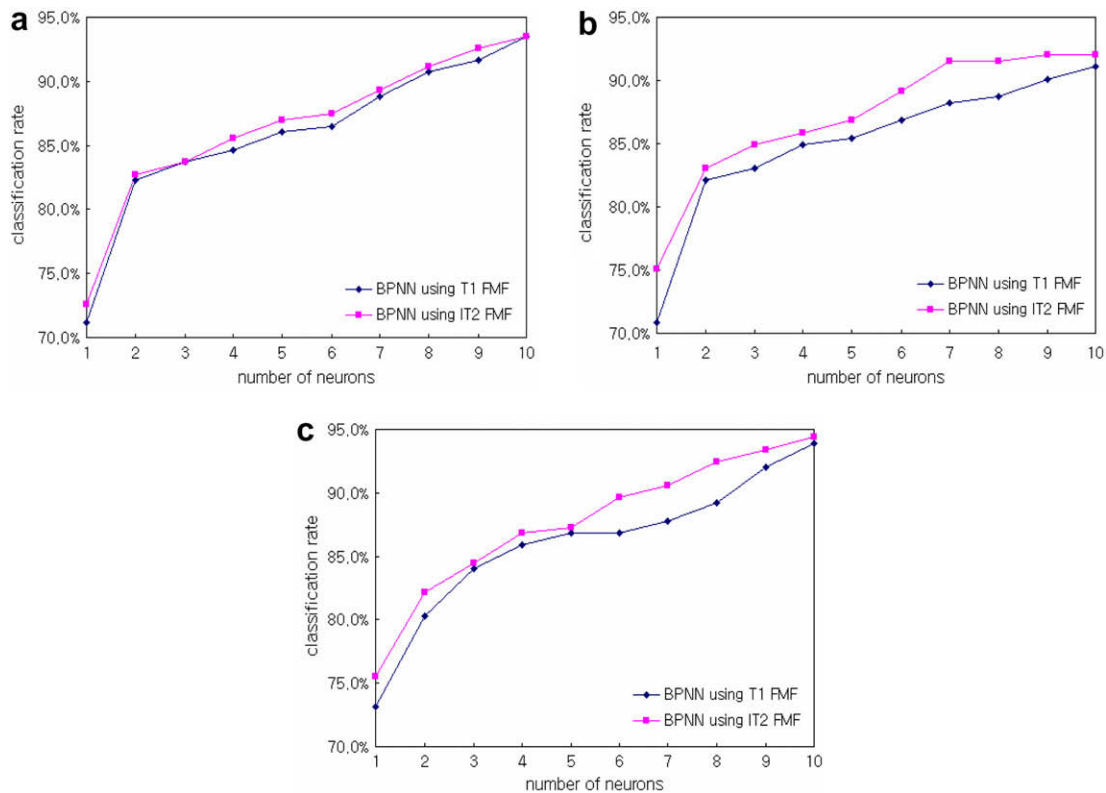 a
95,0%
90,0%
85,0%
80,0%
75,0%
70,0%
classification rate
BPNN using T1 FMF
BPNN using IT2 FMF
1 2 3 4 5 6 7 8 9 10
number of neurons
b
95,0%
90,0%
85,0%
80,0%
75,0%
70,0%
classification rate
BPNN using T1 FMF
BPNN using IT2 FMF
1 2 3 4 5 6 7 8 9 10
number of neurons
c
95,0%
90,0%
85,0%
80,0%
75,0%
70,0%
classification rate
BPNN using T1 FMF
BPNN using IT2 FMF
1 2 3 4 5 6 7 8 9 10
number of neurons